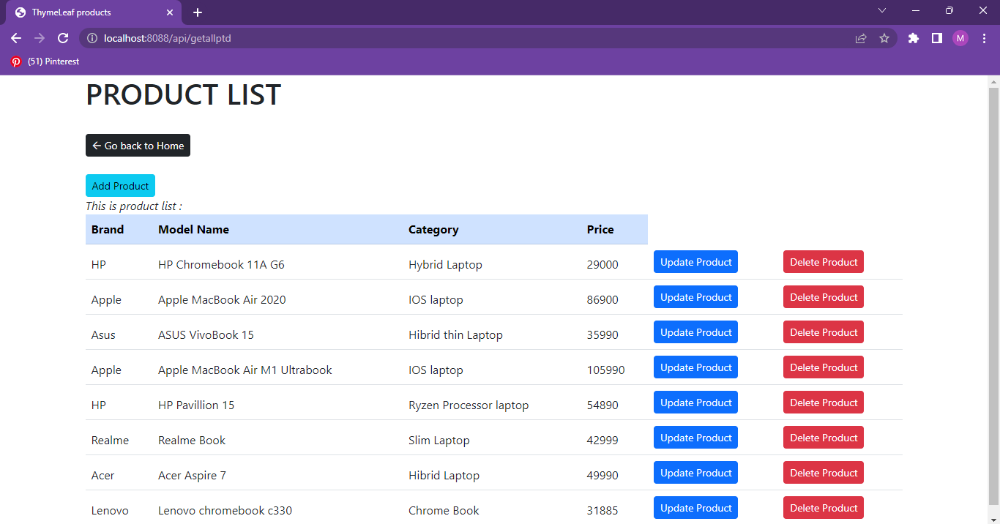 ThymeLeaf products
localhost:8088/api/getallptd
M
(51) Pinterest
PRODUCT LIST
← Go back to Home
Add Product
This is product list :
Brand Model Name Category Price
HP HP Chromebook 11A G6 Hybrid Laptop 29000 Update Product Delete Product
Apple Apple MacBook Air 2020 IOS laptop 86900 Update Product Delete Product
Asus ASUS VivoBook 15 Hibrid thin Laptop 35990 Update Product Delete Product
Apple Apple MacBook Air M1 Ultrabook IOS laptop 105990 Update Product Delete Product
HP HP Pavillion 15 Ryzen Processor laptop 54890 Update Product Delete Product
Realme Realme Book Slim Laptop 42999 Update Product Delete Product
Acer Acer Aspire 7 Hibrid Laptop 49990 Update Product Delete Product
Lenovo Lenovo chromebook c330 Chrome Book 31885 Update Product Delete Product